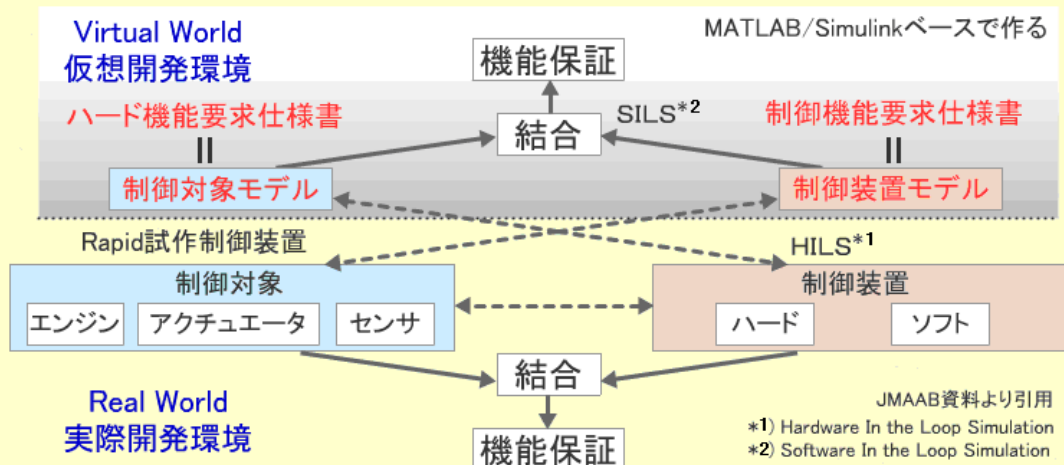 Virtual World
仮想開発環境
MATLAB/Simulinkベースで作る
機能保証
ハード機能要求仕様書
SILS*2
制御機能要求仕様書
結合
制御対象モデル
制御装置モデル
Rapid試作制御装置
HILS*1
制御対象
制御装置
エンジン
アクチュエータ
センサ
ハード
ソフト
結合
Real World
実際開発環境
機能保証
JMAAB資料より引用
*1) Hardware In the Loop Simulation
*2) Software In the Loop Simulation